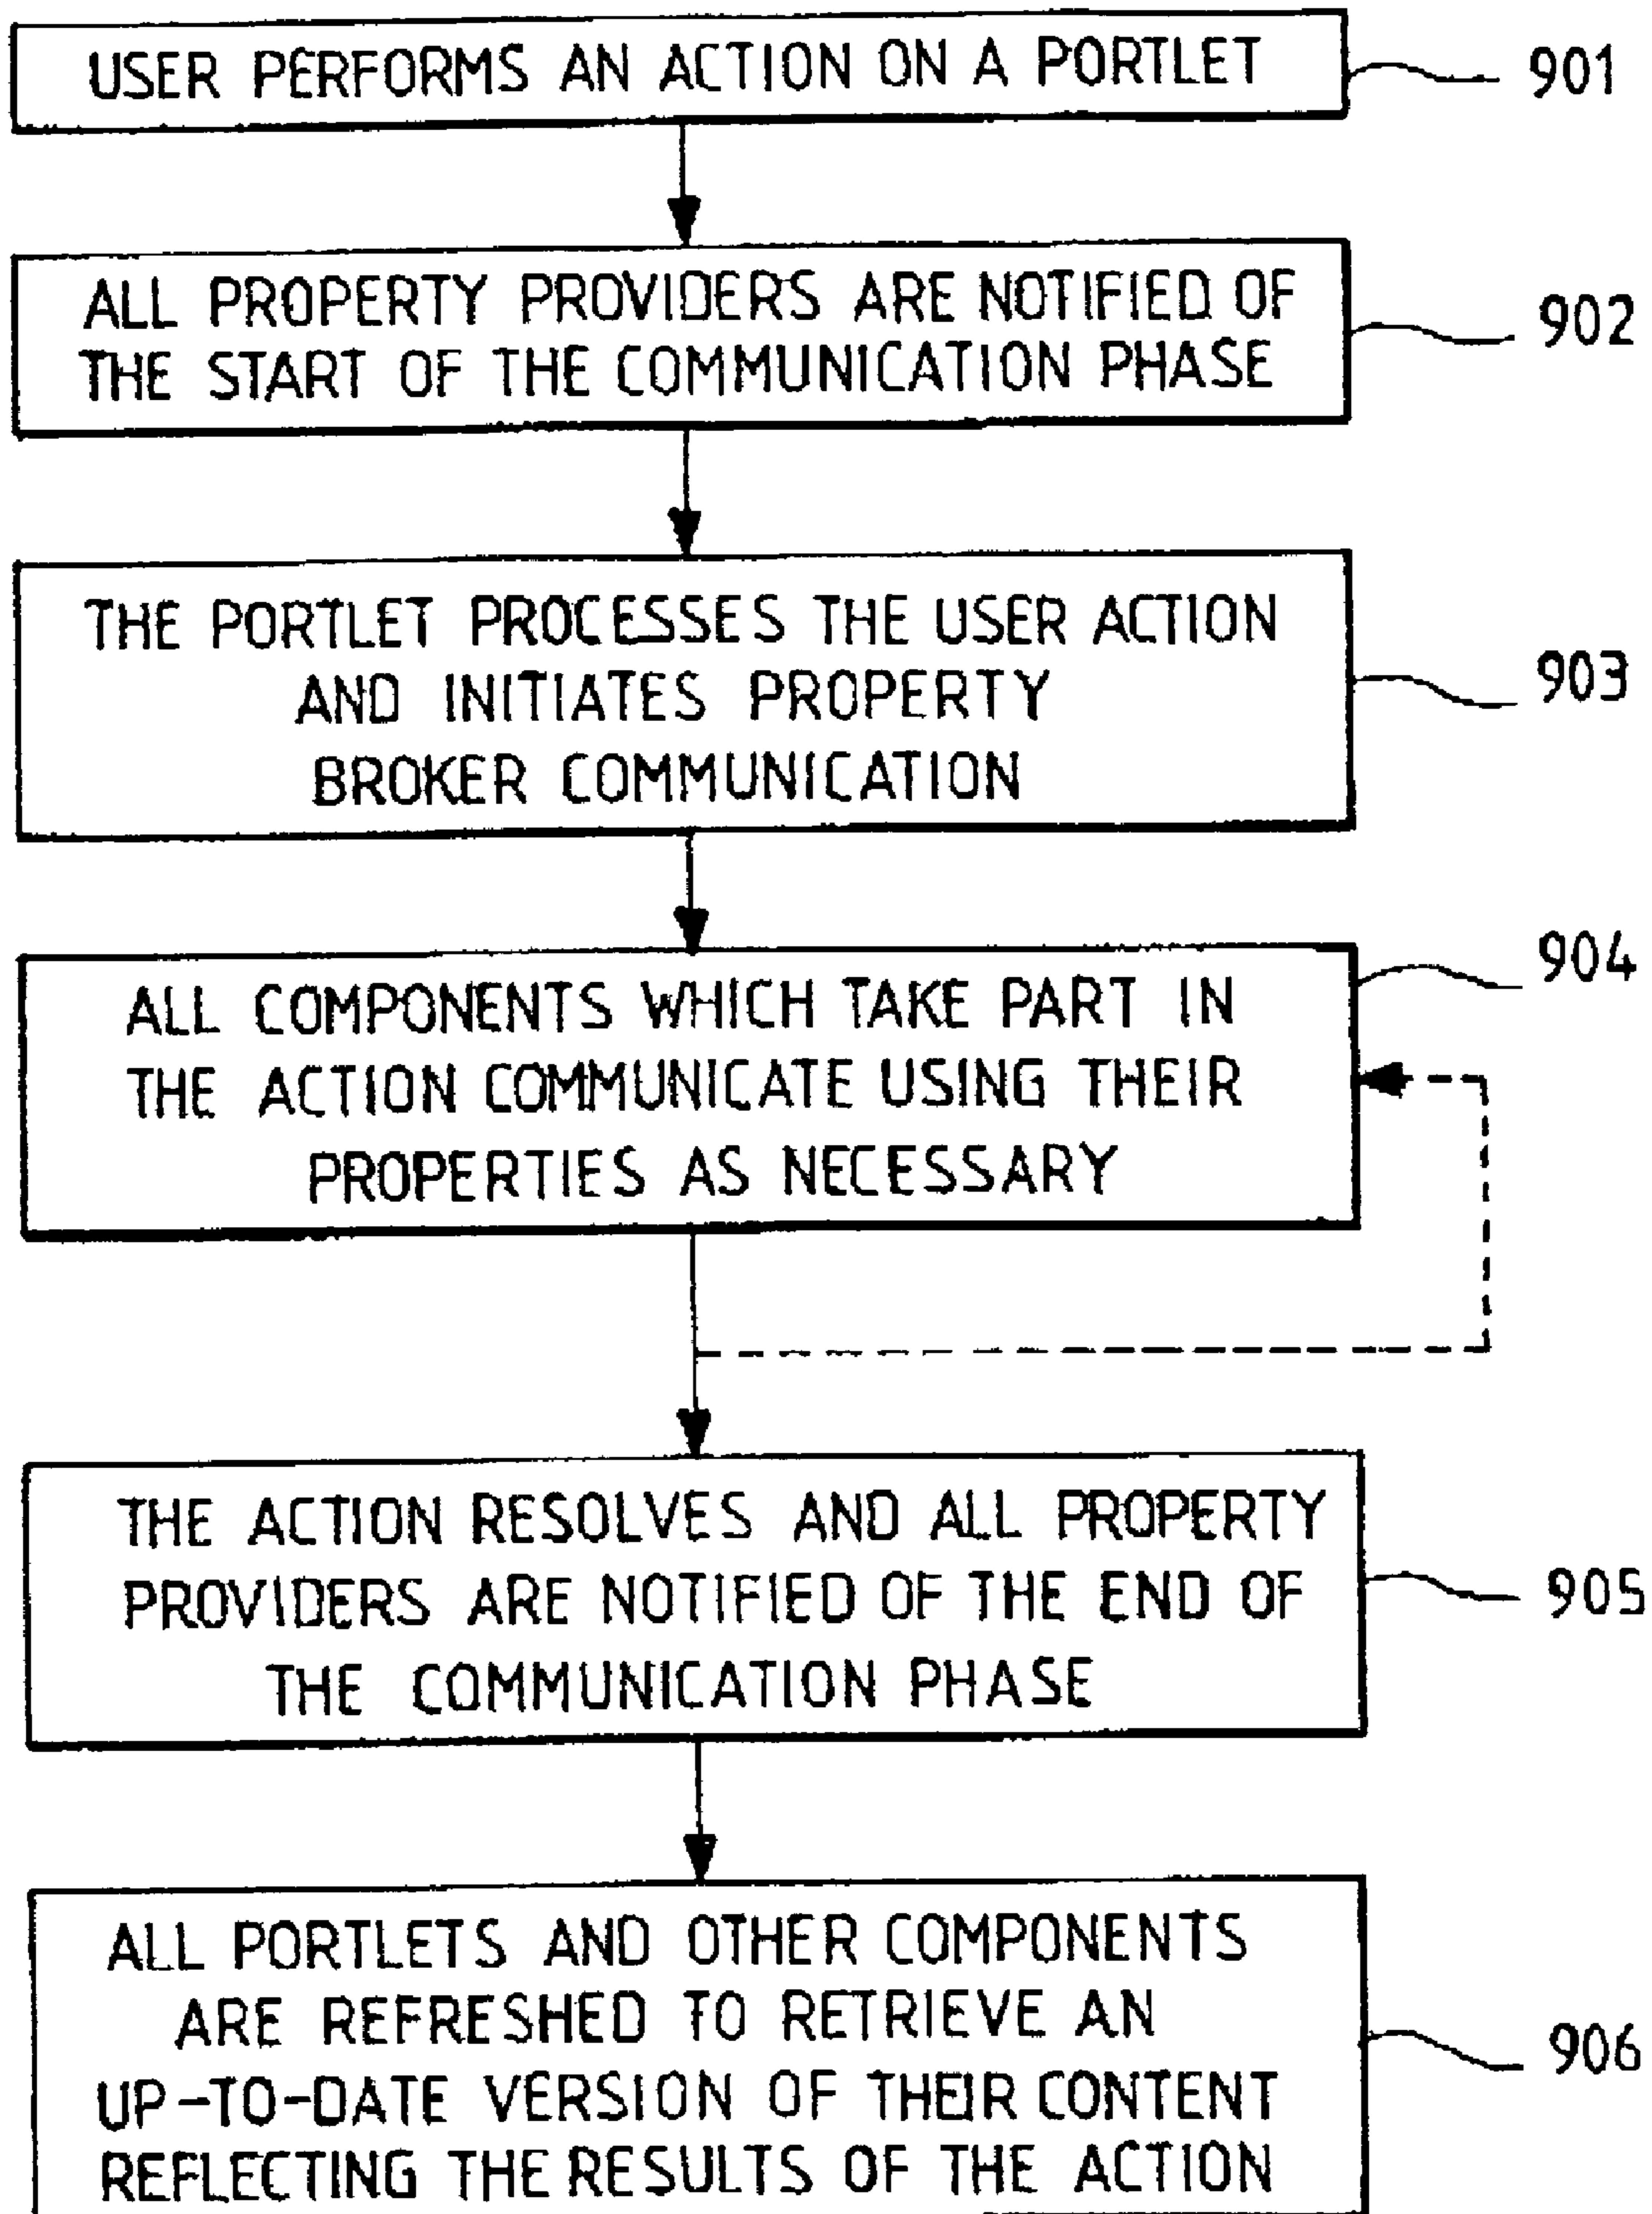 USER PERFORMS AN ACTION ON A PORTLET
901
ALL PROPERTY PROVIDERS ARE NOTIFIED OF
THE START OF THE COMMUNICATION PHASE
902
THE PORTLET PROCESSES THE USER ACTION
AND INITIATES PROPERTY
BROKER COMMUNICATION
903
ALL COMPONENTS WHICH TAKE PART IN
THE ACTION COMMUNICATE USING THEIR
PROPERTIES AS NECESSARY
904
THE ACTION RESOLVES AND ALL PROPERTY
PROVIDERS ARE NOTIFIED OF THE END OF
THE COMMUNICATION PHASE
905
ALL PORTLETS AND OTHER COMPONENTS
ARE REFRESHED TO RETRIEVE AN
UP-TO-DATE VERSION OF THEIR CONTENT
REFLECTING THE RESULTS OF THE ACTION
906